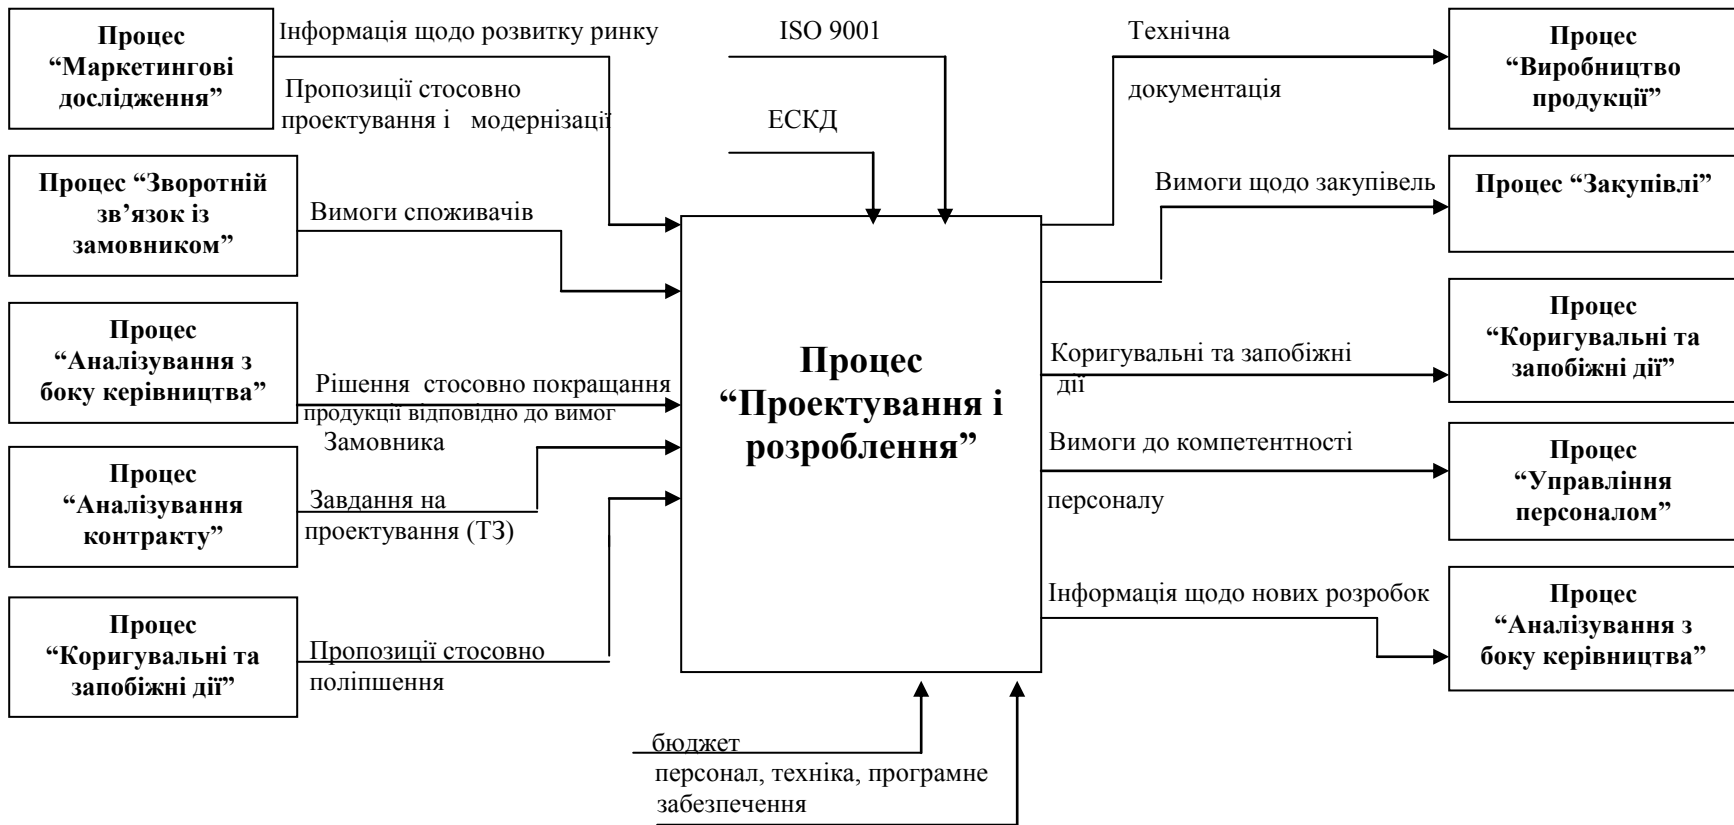 Процес
“Маркетингові
дослідження”
Інформація щодо розвитку ринку
Пропозиції стосовно
проектування і модернізації
ISO 9001
ЕСКД
Технічна
документація
Процес
“Виробництво
продукції”
Процес “Зворотній
зв’язок із
замовником”
Вимоги споживачів
Вимоги щодо закупівель
Процес “Закупівлі”
Процес
“Аналізування з
боку керівництва”
Рішення стосовно покращання
продукції відповідно до вимог
Замовника
Процес
“Проектування і
розроблення”
Коригувальні та запобіжні
дії
Процес
“Коригувальні та
запобіжні дії”
Процес
“Аналізування
контракту”
Завдання на
проектування (ТЗ)
Вимоги до компетентності
персоналу
Процес
“Управління
персоналом”
Процес
“Коригувальні та
запобіжні дії”
Пропозиції стосовно
поліпшення
Інформація щодо нових розробок
Процес
“Аналізування з
боку керівництва”
бюджет
персонал, техніка, програмне
забезпечення